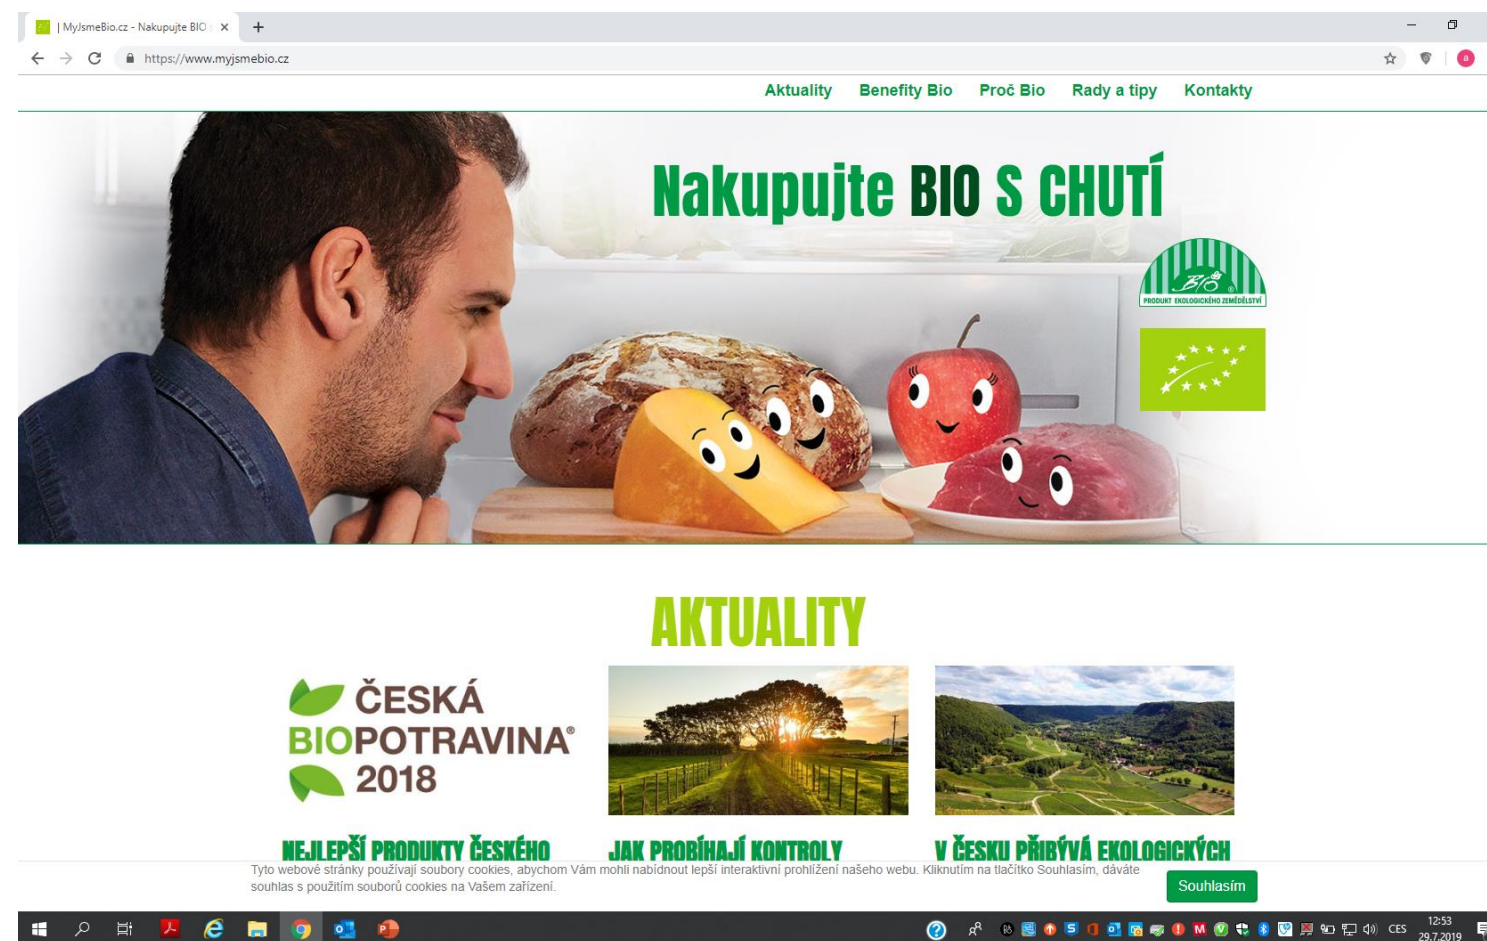 | MyJsmeBio.cz - Nakupujte BIO
https://www.myjsmebio.cz
Aktuality Benefity Bio Proč Bio Rady a tipy Kontakty
Nakupujte BIO S CHUTÍ
BIO
PRODUKT EKOLOGICKÉHO ZEMĚDĚLSTVÍ
AKTUALITY
ČESKÁ
BIOPOTRAVINA®
2018
NEJLEPŠÍ PRODUKTY ČESKÉHO
JAK PROBÍHAJÍ KONTROLY
V ČESKU PŘIBÝVÁ EKOLOGICKÝCH
Tyto webové stránky používají soubory cookies, abychom Vám mohli nabídnout lepší interaktivní prohlížení našeho webu. Kliknutím na tlačítko Souhlasím, dáváte
souhlas s použitím souborů cookies na Vašem zařízení.
Souhlasím
CES
12:53
29.7.2019